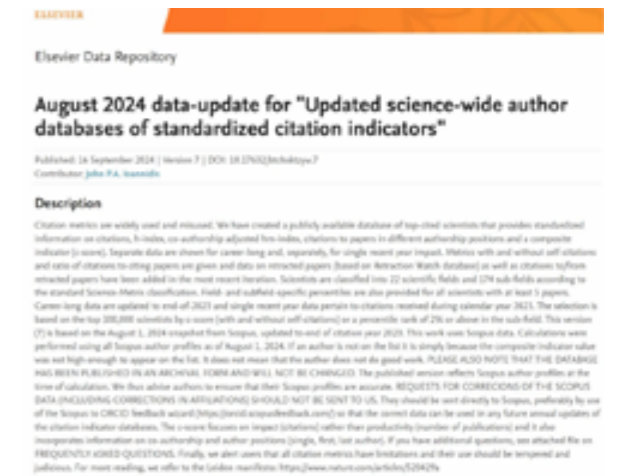 ELSEVIER
Elsevier Data Repository
August 2024 data-update for "Updated science-wide author
databases of standardized citation indicators"
Published: 16 September 2024 | Version 7 | DOI:
Contributor: John P.A. Ioannidis
Description
Citation metrics are widely used and misused. We have created a publicly available database of top-cited scientists that provides standardized
information on citations, h-index, co-authorship adjusted hm-index, citations to papers in different authorship positions and a composite
indicator (c-score). Separate data are shown for career-long and, separately, for single recent year impact. Metrics with and without self-citations
and ratio of citations to citing papers are given and data on retracted papers (based on Retraction Watch database) as well as citations to/from
retracted papers have been added in the most recent iteration. Scientists are classified into 22 scientific fields and 174 sub-fields according to
the standard Science-Metrix classification. Field- and subfield-specific percentiles are also provided for all scientists with at least 5 papers.
Career-long data are updated to end-of-2023 and single recent year data pertain to citations received during calendar year 2023. The selection is
based on the top 100,000 scientists by c-score (with and without self-citations) or a percentile rank of 2% or above in the sub-field. This version
(7) is based on the August 1, 2024 snapshot from Scopus, updated to end of citation year 2023. This work uses Scopus data. Calculations were
performed using all Scopus author profiles as of August 1, 2024. If an author is not on the list it is simply because the composite indicator value
was not high enough to appear on the list. It does not mean that the author does not do good work. PLEASE ALSO NOTE THAT THE DATABASE
HAS BEEN PUBLISHED IN AN ARCHIVAL FORM AND WILL NOT BE CHANGED. The published version reflects Scopus author profiles at the
time of calculation. We thus advise authors to ensure that their Scopus profiles are accurate. REQUESTS FOR CORRECIONS OF THE SCOPUS
DATA (INCLUDING CORRECTIONS IN AFFILIATIONS) SHOULD NOT BE SENT TO US. They should be sent directly to Scopus, preferably by use
of the Scopus to ORCID feedback wizard (https://orcid.scopusfeedback.com/) so that the correct data can be used in any future annual updates of
the citation indicator databases. The c-score focuses on impact (citations) rather than productivity (number of publications) and it also
incorporates information on co-authorship and author positions (single, first, last author). If you have additional questions, see attached file on
FREQUENTLY ASKED QUESTIONS. Finally, we alert users that all citation metrics have limitations and their use should be tempered and
judicious. For more reading, we refer to the Leiden manifesto: https://www.nature.com/articles/520429a